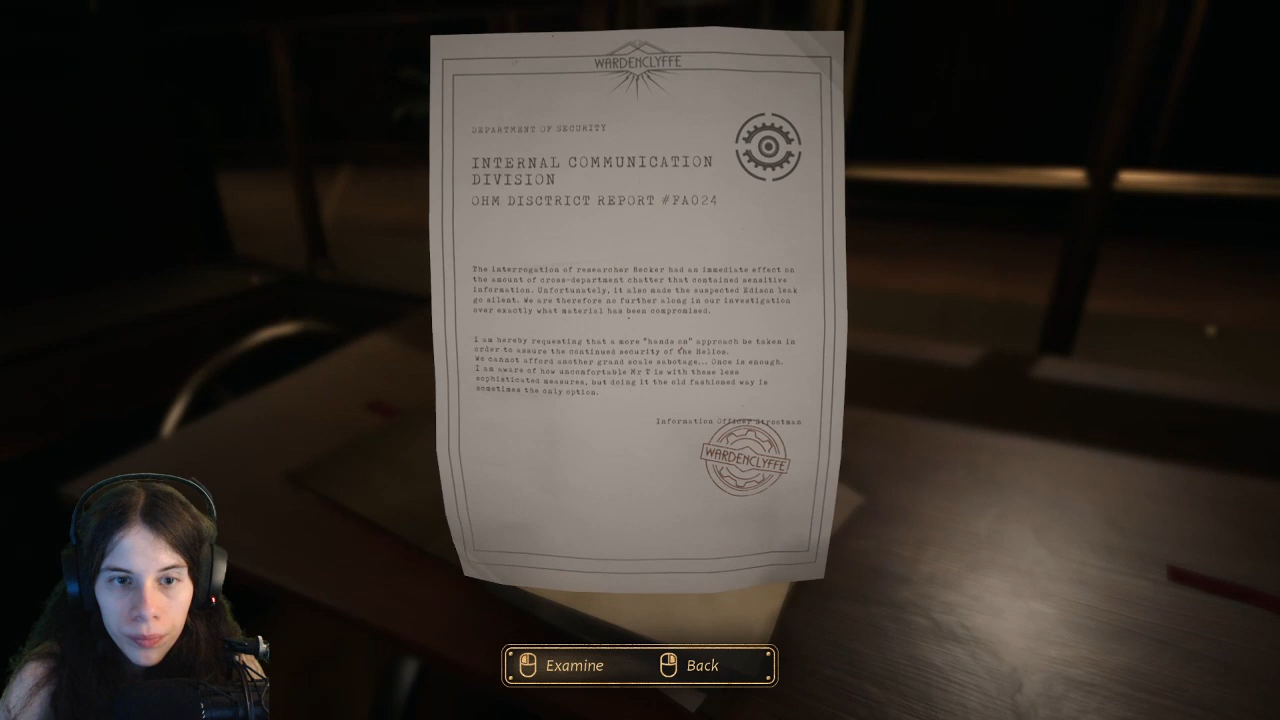 WARDENCLYFFE
DEPARTMENT OF SECURITY
INTERNAL COMMUNICATION
DIVISION
OHM DISCTRICT REPORT #FA024
The interrogation of researcher Becker had an immediate effect on
the amount of cross-department chatter that contained sensitive
information. Unfortunately, it also made the suspected Edison leak
go silent. We are therefore no further along in our investigation
over exactly what material has been compromised.
I am hereby requesting that a more "hands on" approach be taken in
order to assure the continued security of the Helios.
We cannot afford another grand scale sabotage... Once is enough.
I am aware of how uncomfortable Mr T is with these less
sophisticated measures, but doing it the old fashioned way is
sometimes the only option.
Information Officer Strootman
WARDENCLYFFE
Examine
Back